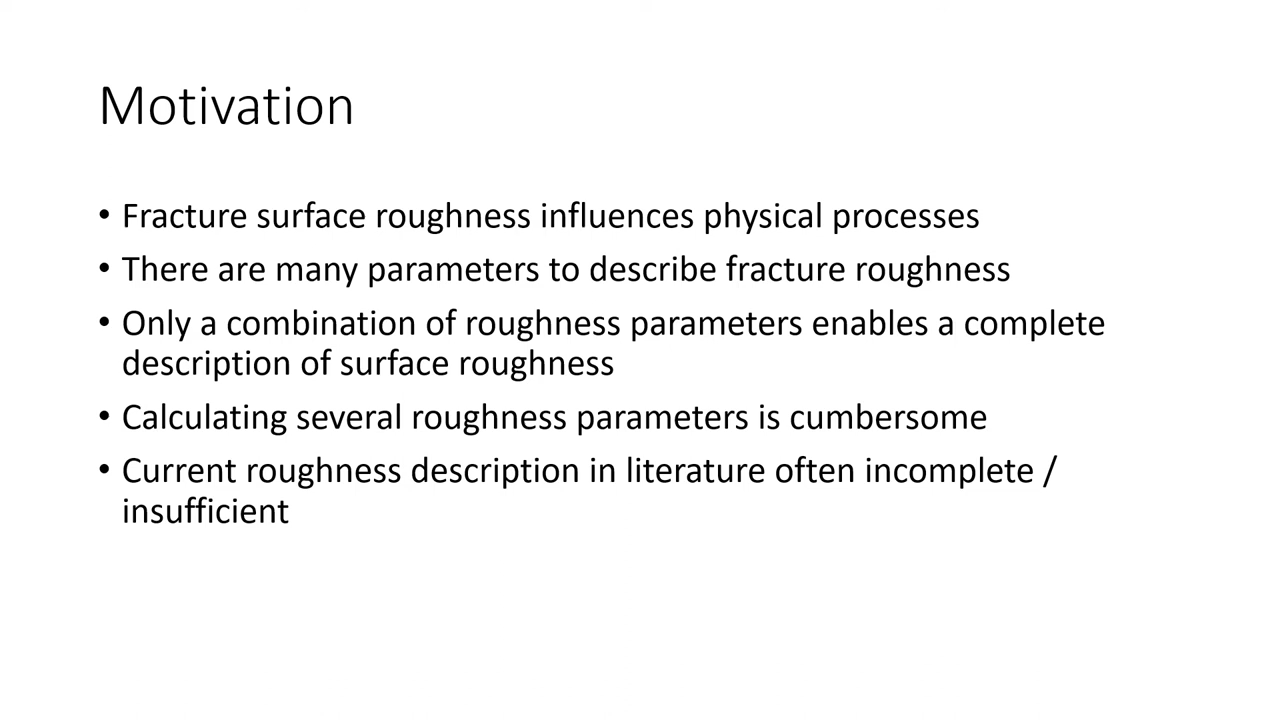 Motivation
• Fracture surface roughness influences physical processes
• There are many parameters to describe fracture roughness
• Only a combination of roughness parameters enables a complete
description of surface roughness
• Calculating several roughness parameters is cumbersome
• Current roughness description in literature often incomplete /
insufficient